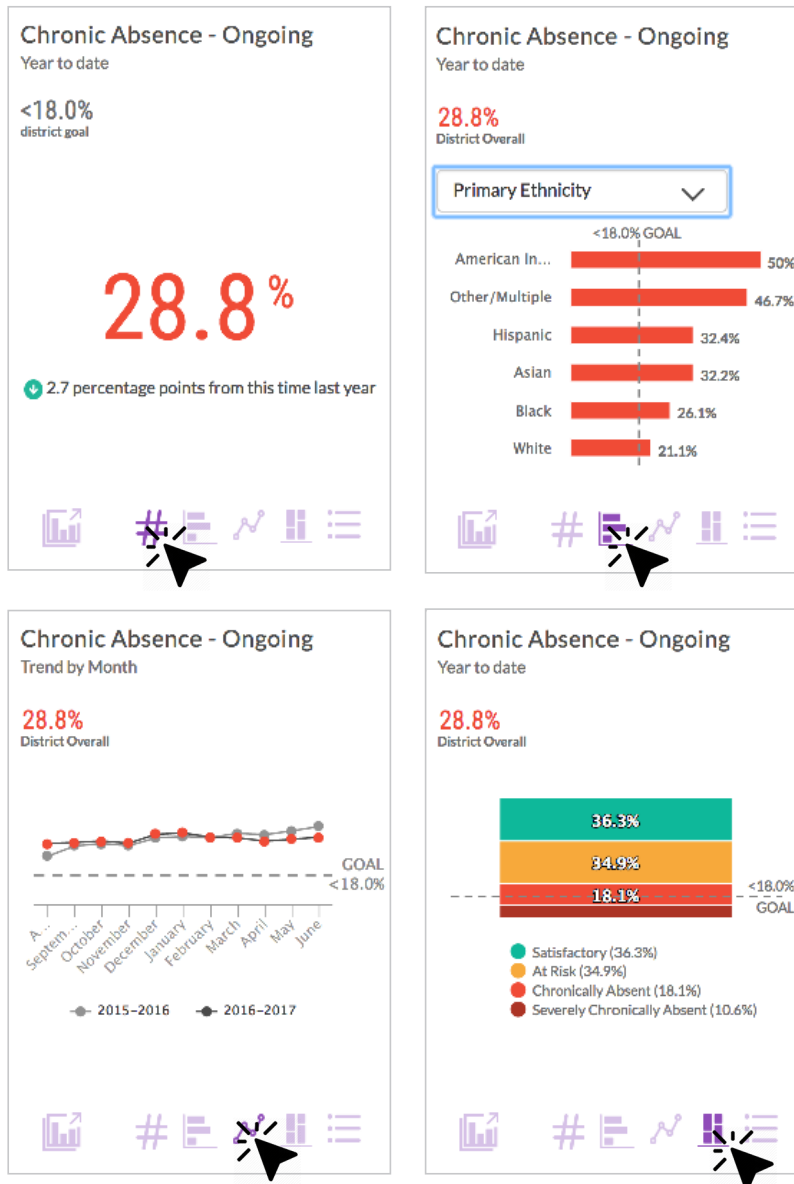 Chronic Absence - Ongoing
Year to date
<18.0%
district goal
28.8%
2.7 percentage points from this time last year
Chronic Absence - Ongoing
Year to date
28.8%
District Overall
Primary Ethnicity
<18.0% GOAL
American In... 50%
Other/Multiple 46.7%
Hispanic 32.4%
Asian 32.2%
Black 26.1%
White 21.1%
Chronic Absence - Ongoing
Trend by Month
28.8%
District Overall
GOAL
<18.0%
A... Septem... October November December January February March April May June
2015-2016 2016-2017
Chronic Absence - Ongoing
Year to date
28.8%
District Overall
36.3%
34.9%
18.1%
<18.0%
GOAL
Satisfactory (36.3%)
At Risk (34.9%)
Chronically Absent (18.1%)
Severely Chronically Absent (10.6%)